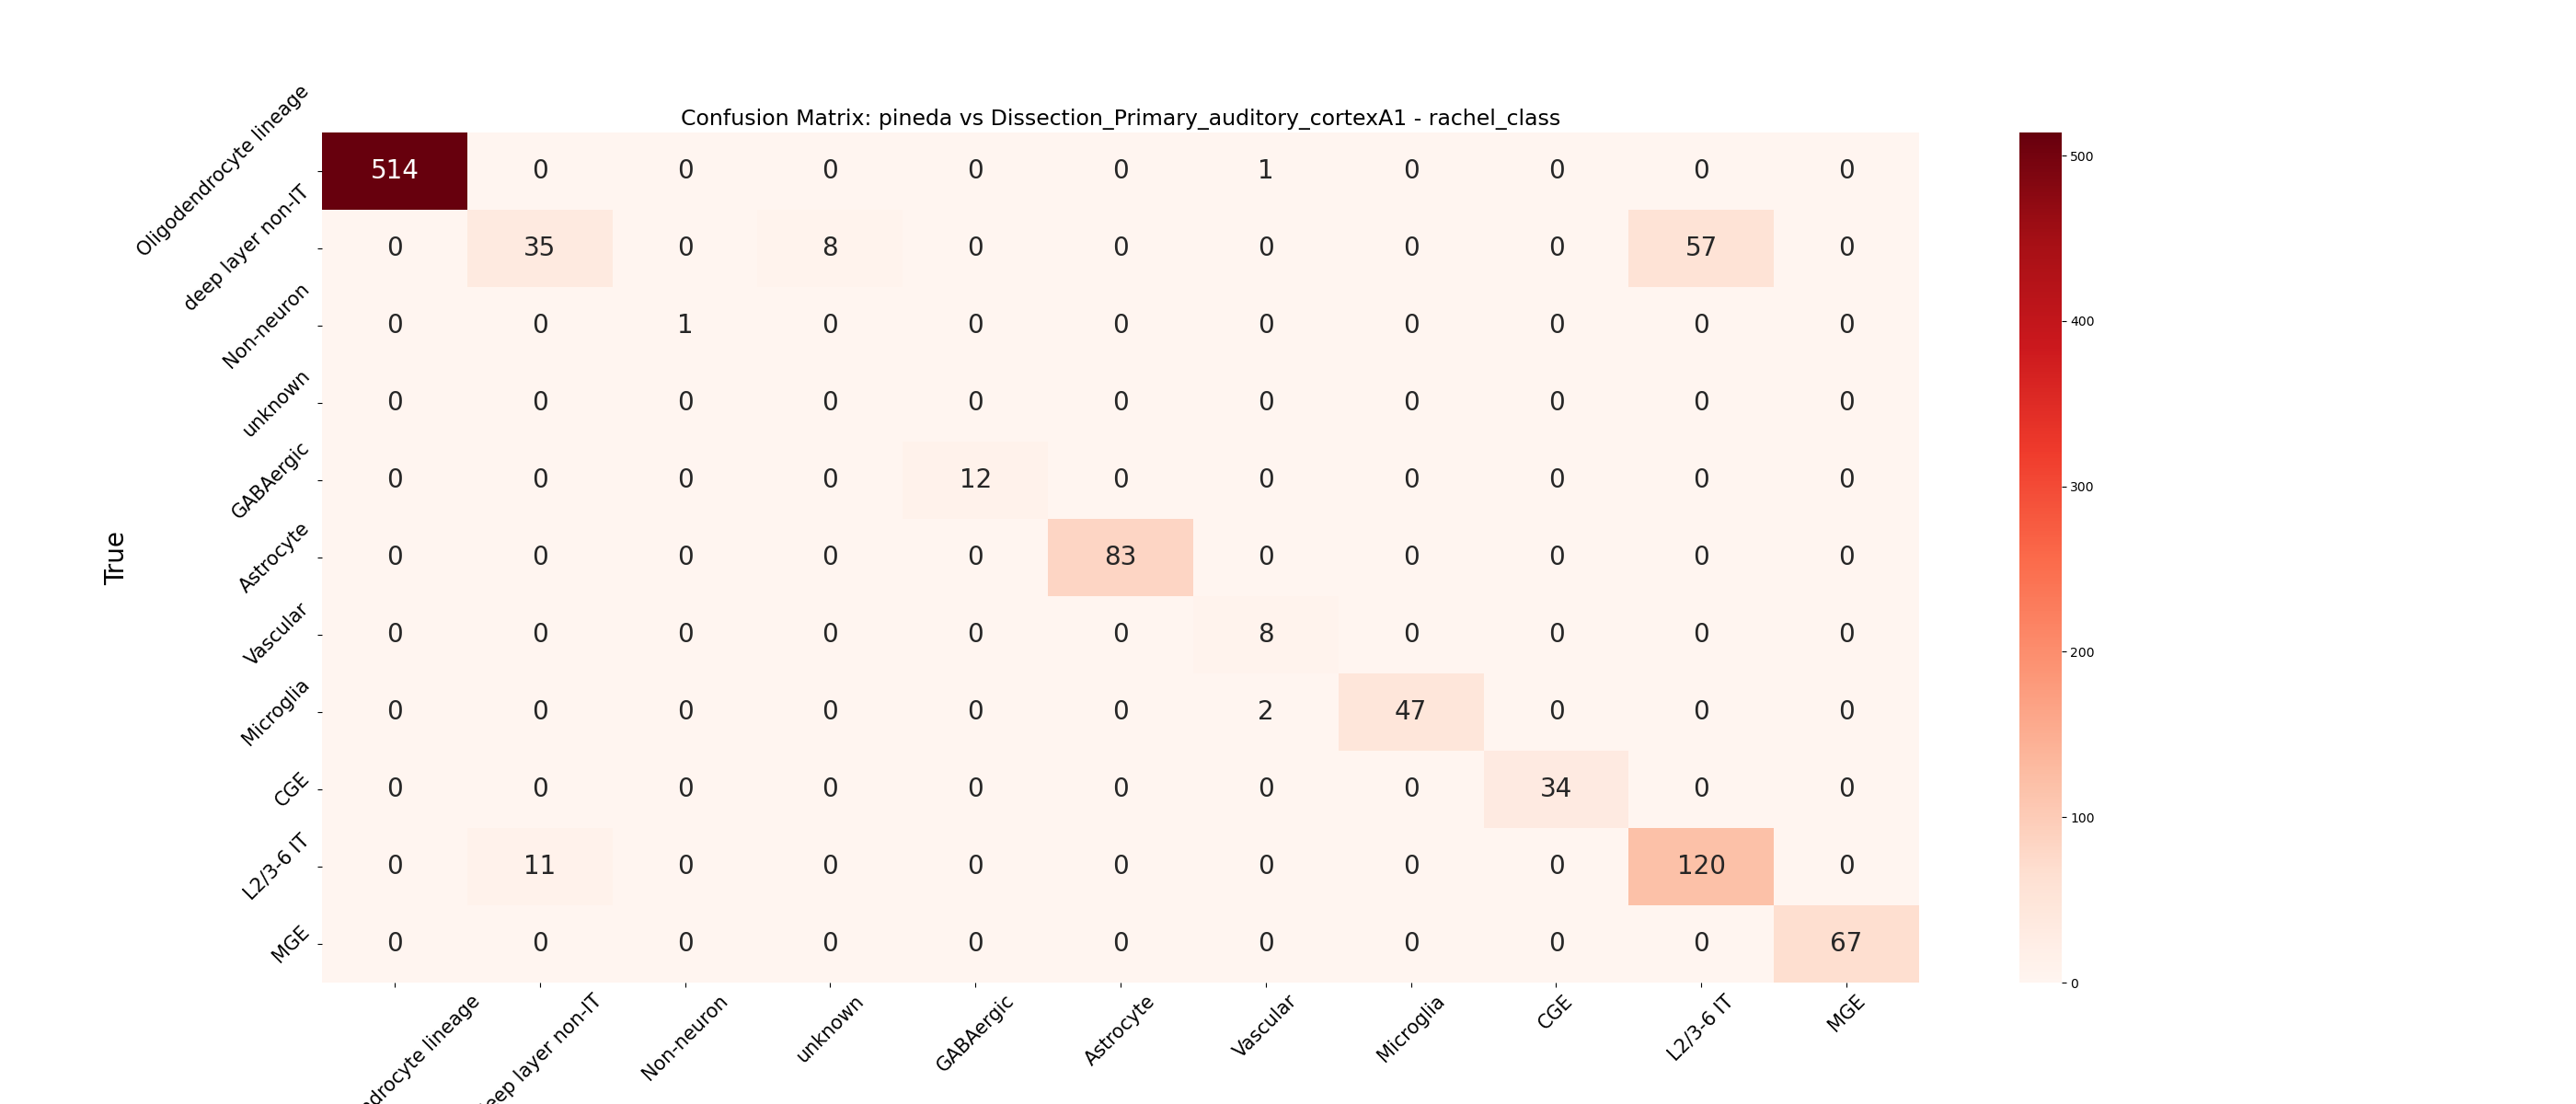 Confusion Matrix: pineda vs Dissection_Primary_auditory_cortexA1 - rachel_class
True
Oligodendrocyte lineage 514 0 0 0 0 0 1 0 0 0 0
deep layer non-IT 0 35 0 8 0 0 0 0 0 57 0
Non-neuron 0 0 1 0 0 0 0 0 0 0 0
unknown 0 0 0 0 0 0 0 0 0 0 0
GABAergic 0 0 0 0 12 0 0 0 0 0 0
Astrocyte 0 0 0 0 0 83 0 0 0 0 0
Vascular 0 0 0 0 0 0 8 0 0 0 0
Microglia 0 0 0 0 0 0 2 47 0 0 0
CGE 0 0 0 0 0 0 0 0 34 0 0
L2/3-6 IT 0 11 0 0 0 0 0 0 0 120 0
MGE 0 0 0 0 0 0 0 0 0 0 67
ndrocyte lineage
eep layer non-IT
Non-neuron
unknown
GABAergic
Astrocyte
Vascular
Microglia
CGE
L2/3-6 IT
MGE
500
400
300
200
100
0